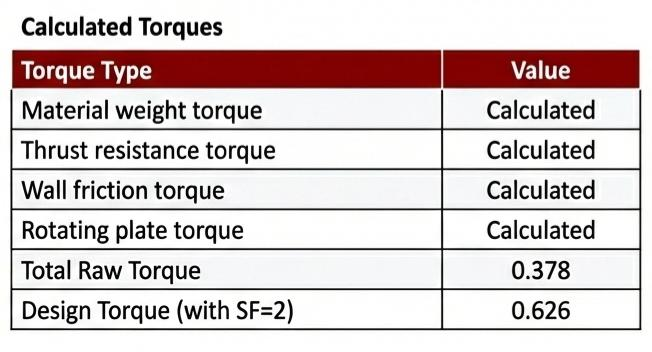 Calculated Torques
Torque Type Value
Material weight torque Calculated
Thrust resistance torque Calculated
Wall friction torque Calculated
Rotating plate torque Calculated
Total Raw Torque 0.378
Design Torque (with SF=2) 0.626